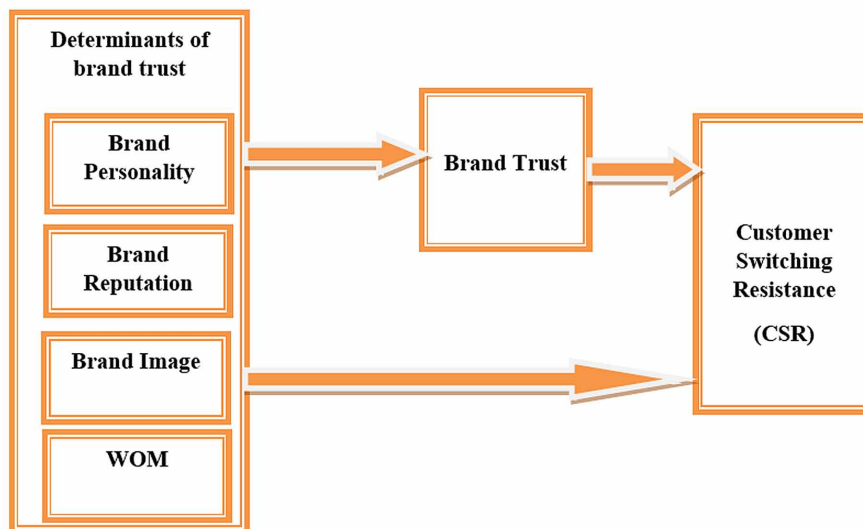 Determinants of
brand trust
Brand
Personality
Brand
Reputation
Brand Image
WOM
Brand Trust
Customer
Switching
Resistance
(CSR)